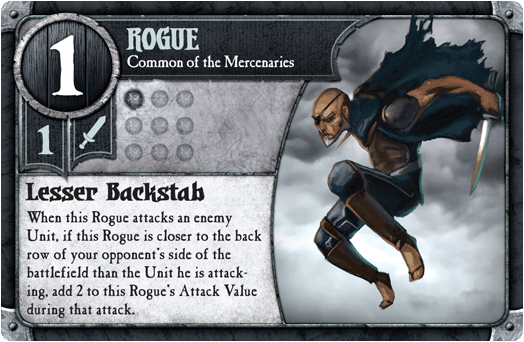 1
ROGUE
Common of the Mercenaries
1
Lesser Backstab
When this Rogue attacks an enemy
Unit, if this Rogue is closer to the back
row of your opponent's side of the
battlefield than the Unit he is attack-
ing, add 2 to this Rogue's Attack Value
during that attack.